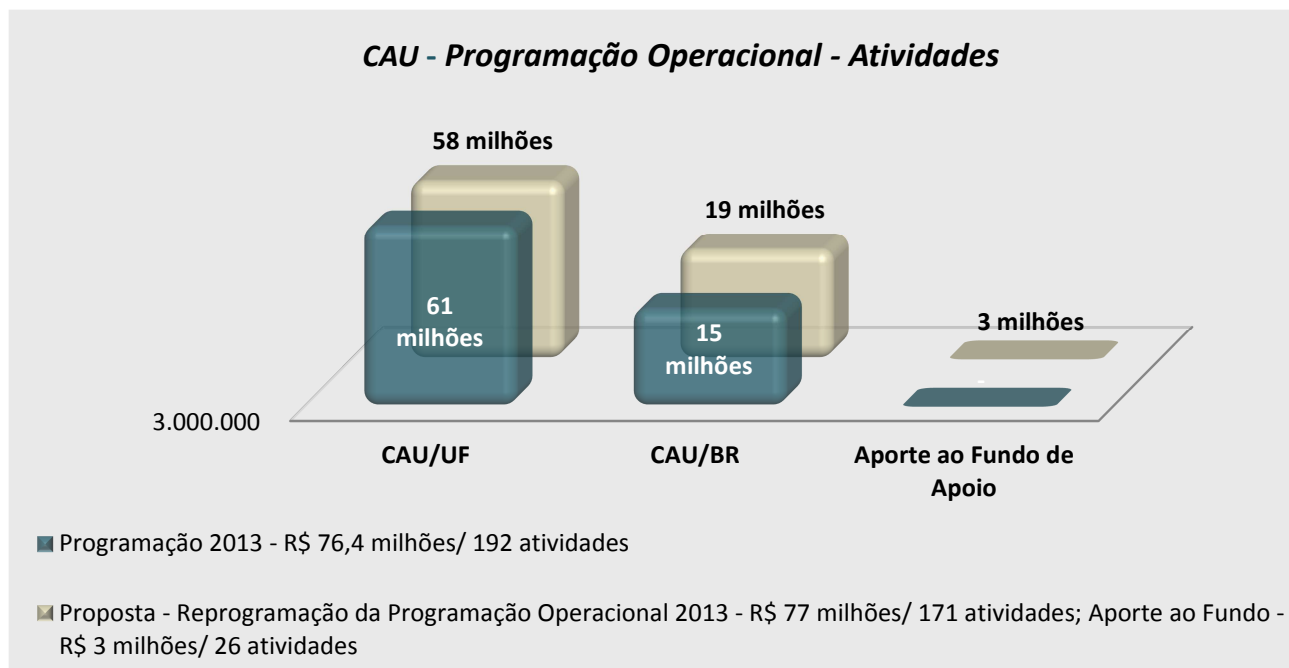 CAU - Programação Operacional - Atividades
58 milhões
19 milhões
61
milhões
15
milhões
3 milhões
-
3.000.000
CAU/UF
CAU/BR
Aporte ao Fundo de
Apoio
Programação 2013 - R$ 76,4 milhões/ 192 atividades
Proposta - Reprogramação da Programação Operacional 2013 - R$ 77 milhões/ 171 atividades; Aporte ao Fundo -
R$ 3 milhões/ 26 atividades